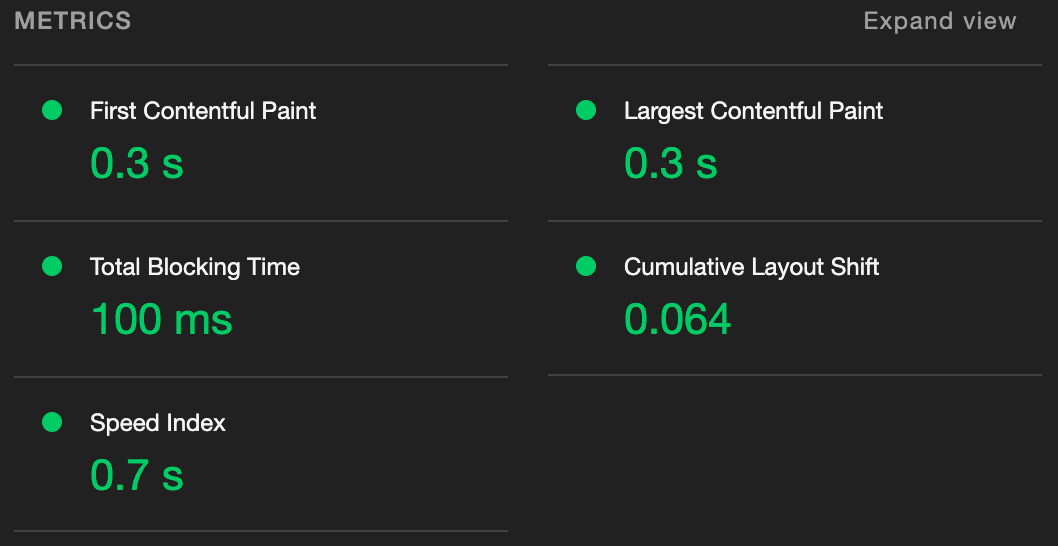 METRICS
Expand view
First Contentful Paint
0.3 s
Largest Contentful Paint
0.3 s
Total Blocking Time
100 ms
Cumulative Layout Shift
0.064
Speed Index
0.7 s